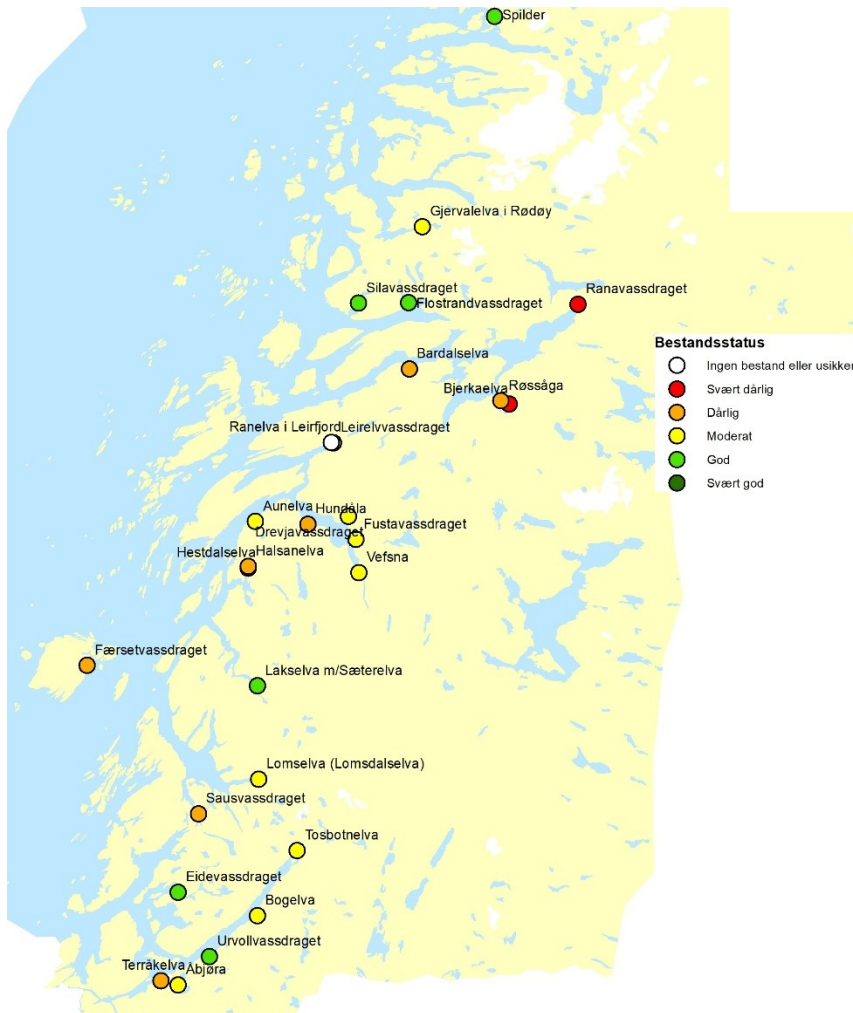 Spilder
Gjervalelva i Rødøy
Silavassdraget
Flostrandvassdraget
Ranavassdraget
Bestandsstatus
Ingen bestand eller usikker
Svært dårlig
Dårlig
Moderat
God
Svært god
Bardalselva
Bjerkaelva
Røssåga
Ranelva i Leirfjord
Leirelvvassdraget
Aunelva
Hundåla
Drevjavassdraget
Fustavassdraget
Hestdalselva
Halsanelva
Vefsna
Færsetvassdraget
Lakselva m/Sæterelva
Lomselva (Lomsdalselva)
Sausvassdraget
Tosbotnelva
Eidevassdraget
Bogelva
Urvollvassdraget
Terråkelva
Åbjøra